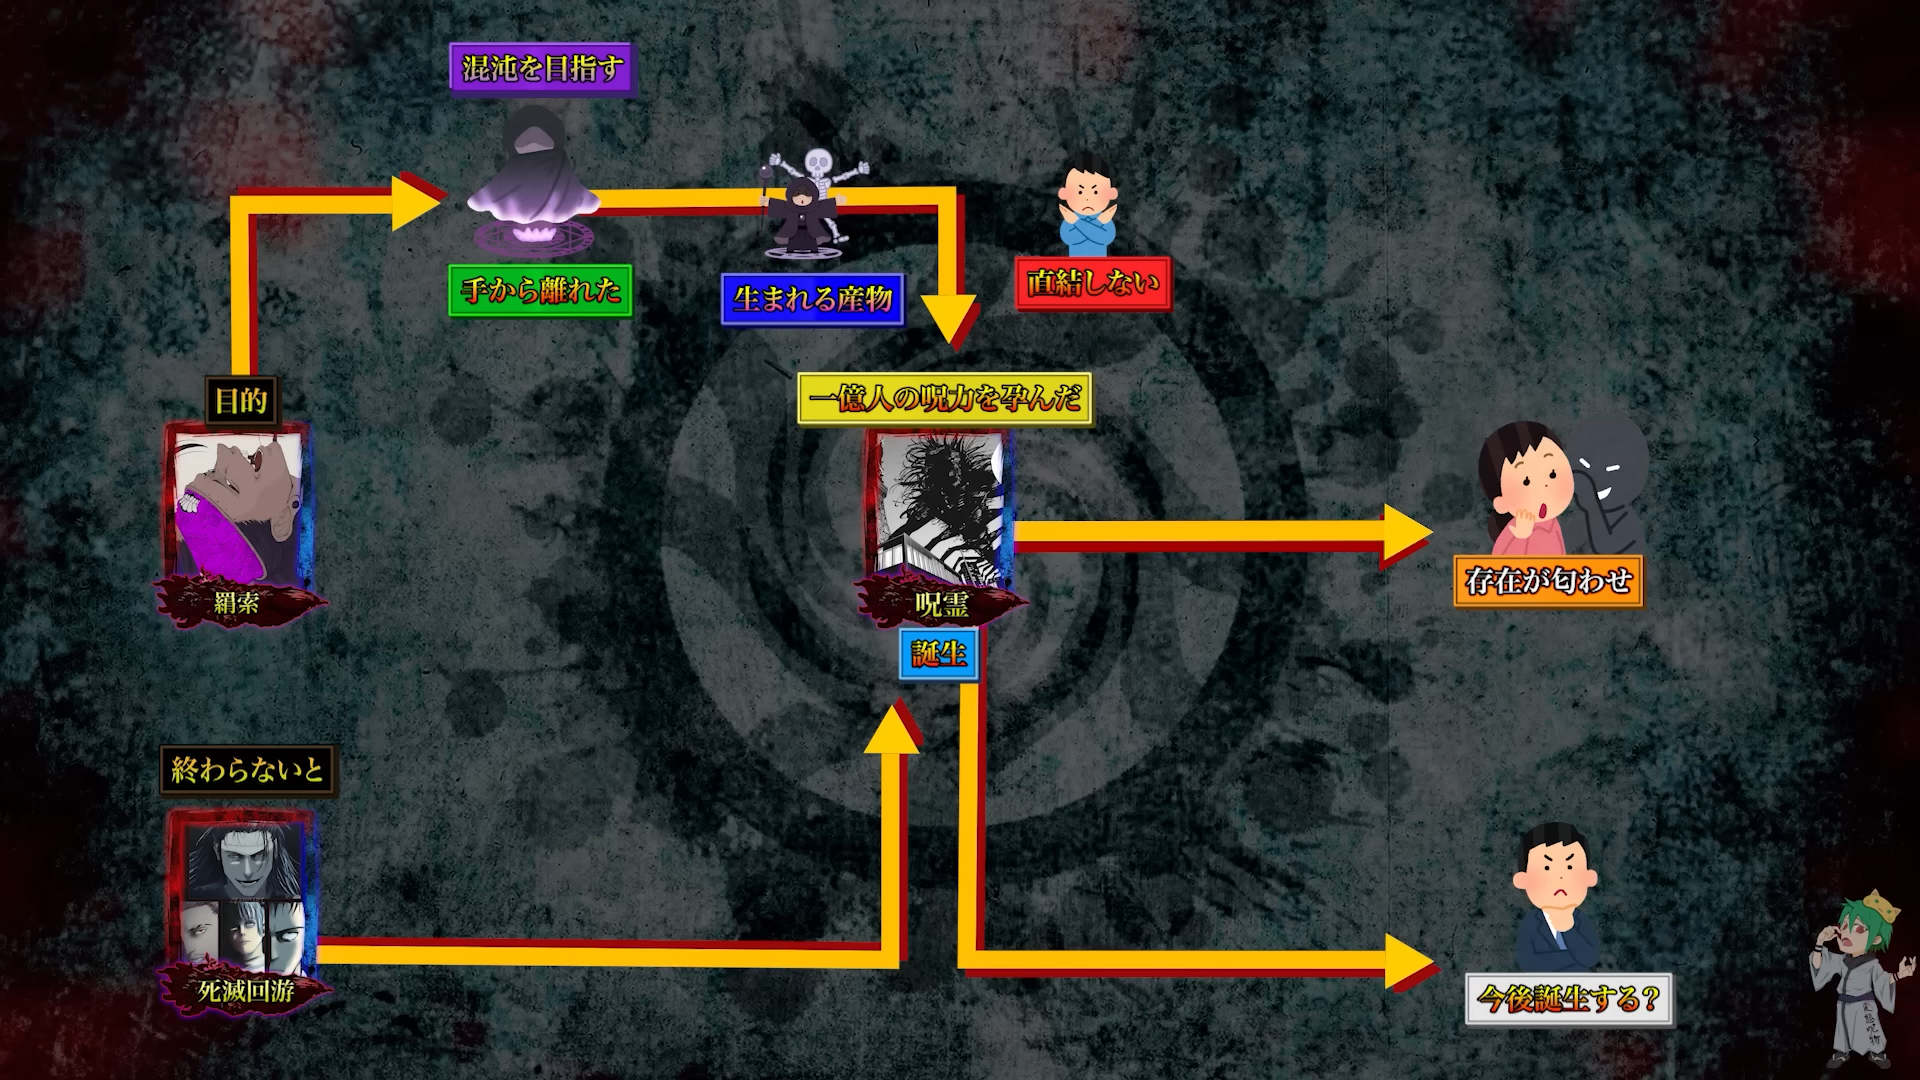 混沌を目指す
手から離れた
生まれる産物
直結しない
目的
一億人の呪力を孕んだ
羂索
呪霊
誕生
存在が匂わせ
終わらないと
死滅回游
今後誕生する?